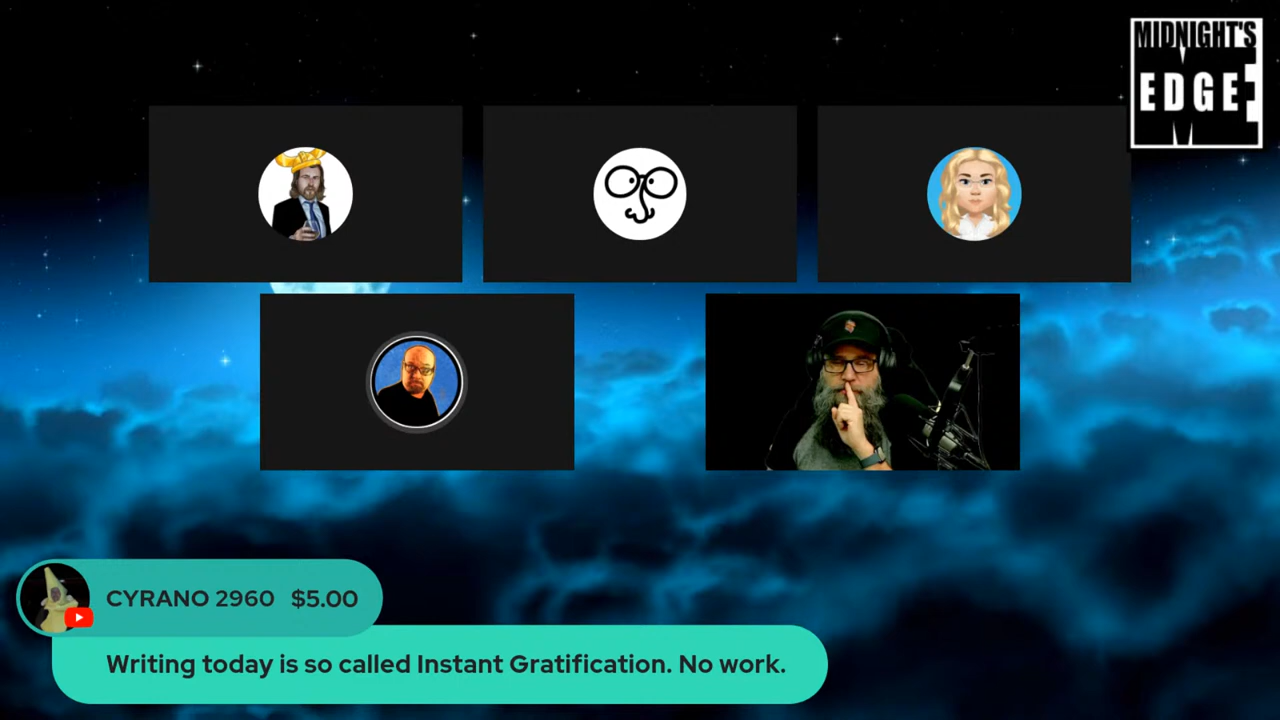 MIDNIGHT'S
EDGE
CYRANO 2960 $5.00
Writing today is so called Instant Gratification. No work.